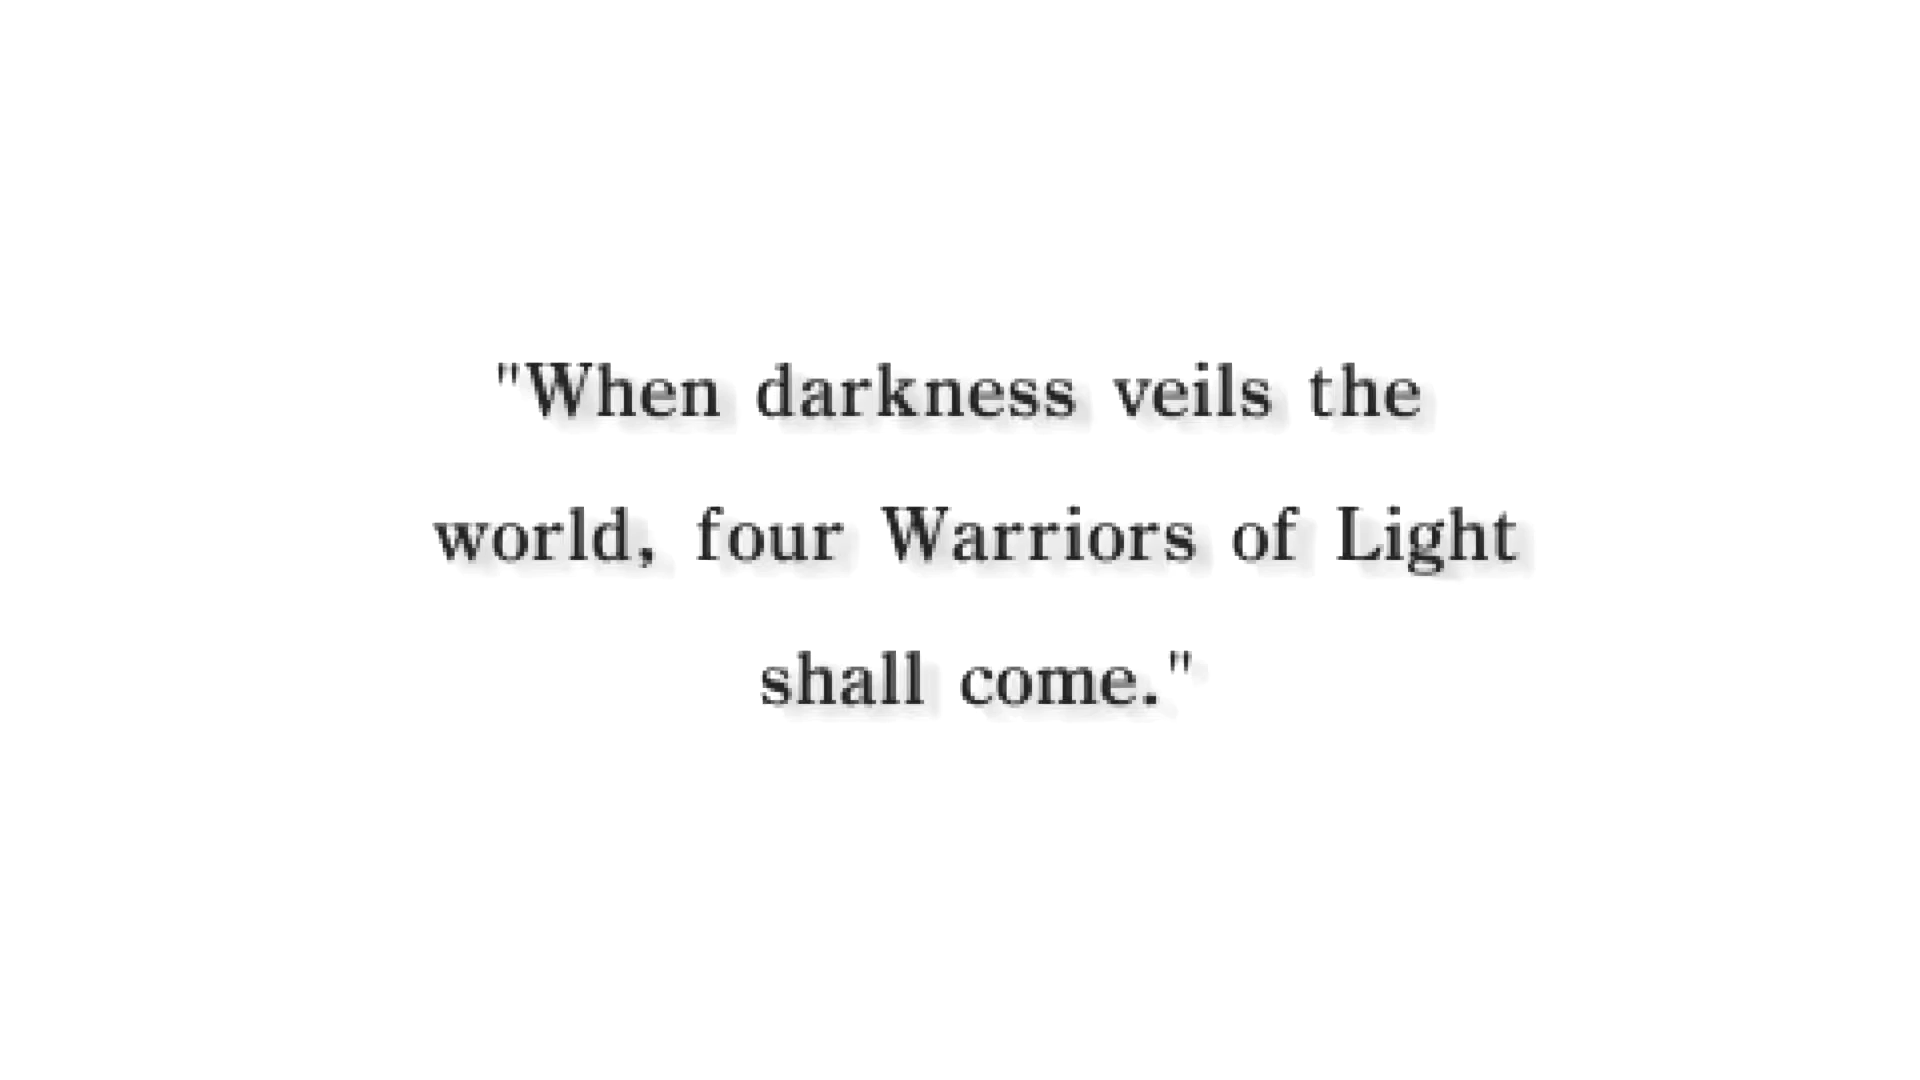 "When darkness veils the
world, four Warriors of Light
shall come."